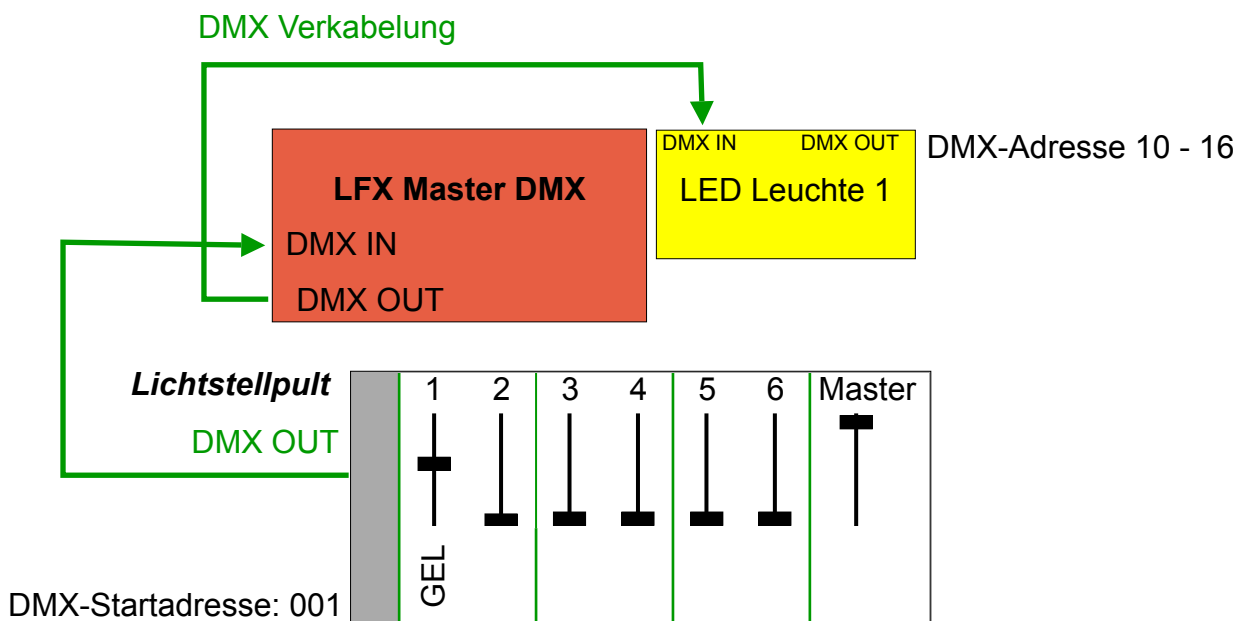 DMX Verkabelung
DMX IN DMX OUT
DMX-Adresse 10 - 16
LFX Master DMX
LED Leuchte 1
DMX IN
DMX OUT
Lichtstellpult
1 2 3 4 5 6 Master
DMX OUT
GEL
DMX-Startadresse: 001